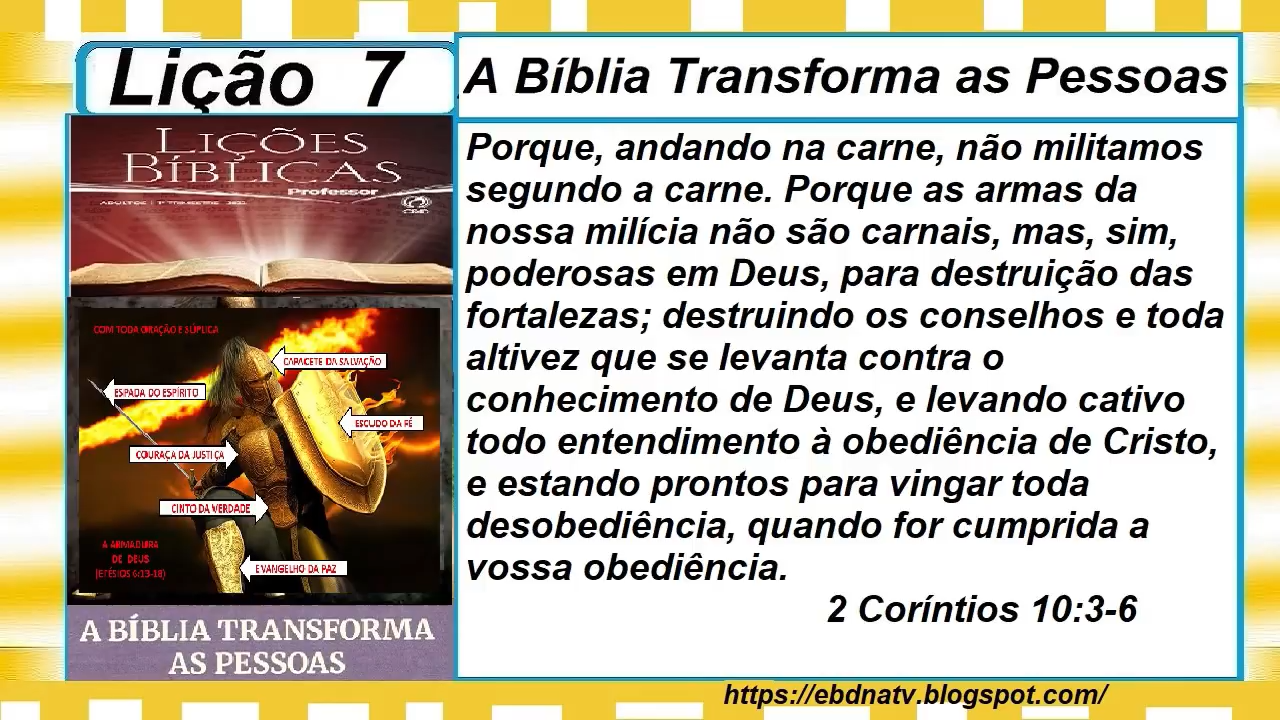 Lição 7
A Bíblia Transforma as Pessoas
LIÇÕES
BÍBLICAS
Professor
ADULTOS | 1º TRIMESTRE 2022
CPAD
COM TODA ORAÇÃO E SÚPLICA
CAPACETE DA SALVAÇÃO
ESPADA DO ESPÍRITO
ESCUDO DA FÉ
COURAÇA DA JUSTIÇA
CINTO DA VERDADE
A ARMADURA
DE DEUS
(EFÉSIOS 6:13-18)
EVANGELHO DA PAZ
A BÍBLIA TRANSFORMA
AS PESSOAS
Porque, andando na carne, não militamos
segundo a carne. Porque as armas da
nossa milícia não são carnais, mas, sim,
poderosas em Deus, para destruição das
fortalezas; destruindo os conselhos e toda
altivez que se levanta contra o
conhecimento de Deus, e levando cativo
todo entendimento à obediência de Cristo,
e estando prontos para vingar toda
desobediência, quando for cumprida a
vossa obediência.
2 Coríntios 10:3-6
https://ebdnatv.blogspot.com/